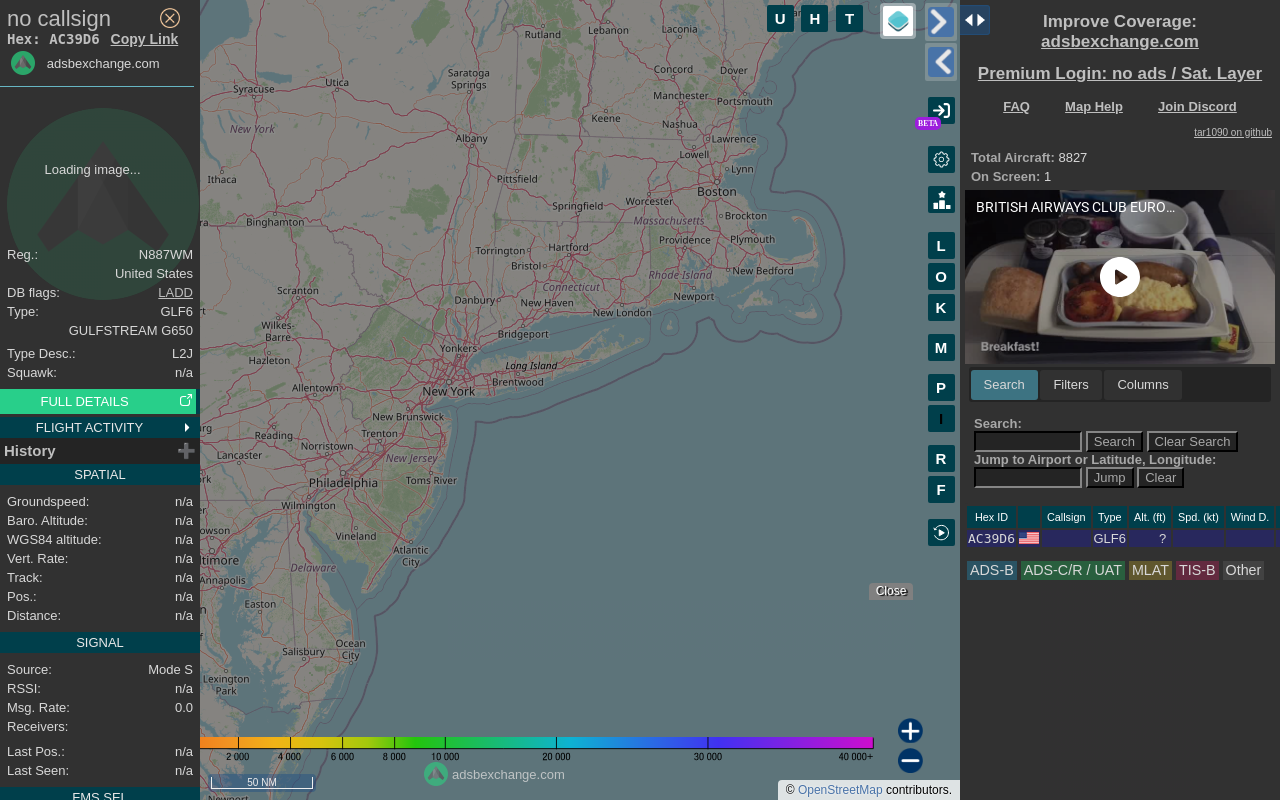 no callsign
Hex: AC39D6 Copy Link
adsbexchange.com
Loading image...
Reg.: N887WM
United States
DB flags: LADD
Type: GLF6
GULFSTREAM G650
Type Desc.: L2J
Squawk: n/a
FULL DETAILS
FLIGHT ACTIVITY
History
SPATIAL
Groundspeed: n/a
Baro. Altitude: n/a
WGS84 altitude: n/a
Vert. Rate: n/a
Track: n/a
Pos.: n/a
Distance: n/a
SIGNAL
Source: Mode S
RSSI: n/a
Msg. Rate: 0.0
Receivers:
Last Pos.: n/a
Last Seen: n/a
FMS SEL
U H T
Rutland
Lebanon
Laconia
Concord
Dover
Saratoga Springs
Utica
Syracuse
Manchester
Portsmouth
Keene
Nashua
New York
Albany
Lawrence
Lowell
Lynn
Ithaca
Pittsfield
Boston
Worcester
Springfield
Brockton
Binghamton
Massachusetts
Providence
Plymouth
Torrington
Hartford
Bristol
New Bedford
Rhode Island
Connecticut
Newport
Scranton
Danbury
New Haven
New London
Wilkes-Barre
Bridgeport
Yonkers
Hazleton
Long Island
Brentwood
Allentown
New York
New Brunswick
Reading
Trenton
Norristown
Lancaster
New Jersey
Philadelphia
Toms River
Wilmington
Vineland
Atlantic City
Delaware
Annapolis
Easton
Ocean City
Salisbury
Lexington Park
Newport
BETA
L
O
K
M
P
I
R
F
Close
2 000 4 000 6 000 8 000 10 000 20 000 30 000 40 000+
50 NM
adsbexchange.com
© OpenStreetMap contributors.
Improve Coverage:
adsbexchange.com
Premium Login: no ads / Sat. Layer
FAQ Map Help Join Discord
tar1090 on github
Total Aircraft: 8827
On Screen: 1
BRITISH AIRWAYS CLUB EURO...
Breakfast!
Search Filters Columns
Search:
Search Clear Search
Jump to Airport or Latitude, Longitude:
Jump Clear
Hex ID Callsign Type Alt. (ft) Spd. (kt) Wind D.
AC39D6 GLF6 ?
ADS-B ADS-C/R / UAT MLAT TIS-B Other